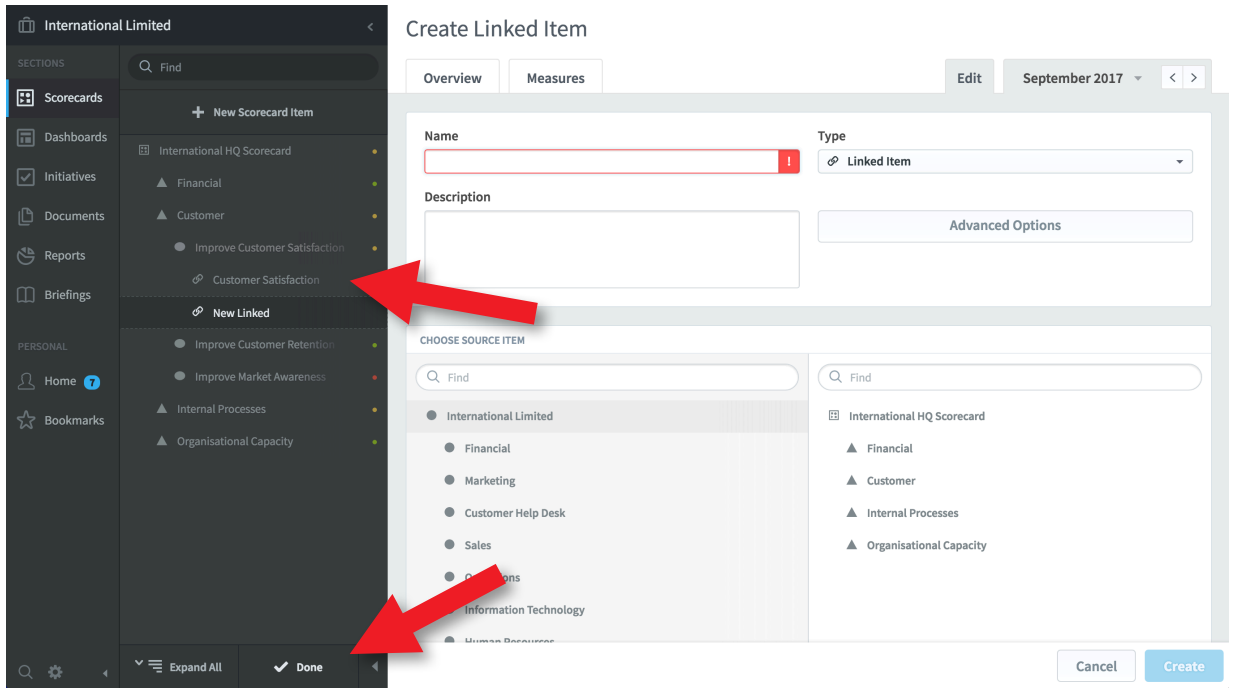 International Limited
SECTIONS
Scorecards
Dashboards
Initiatives
Documents
Reports
Briefings
PERSONAL
Home 7
Bookmarks
Find
New Scorecard Item
International HQ Scorecard
Financial
Customer
Improve Customer Satisfaction
Customer Satisfaction
New Linked
Improve Customer Retention
Improve Market Awareness
Internal Processes
Organisational Capacity
Expand All
Done
Create Linked Item
Overview
Measures
Edit
September 2017
Name
!
Type
Linked Item
Description
Advanced Options
CHOOSE SOURCE ITEM
Find
International Limited
Financial
Marketing
Customer Help Desk
Sales
Information Technology
Human Resources
Find
International HQ Scorecard
Financial
Customer
Internal Processes
Organisational Capacity
Cancel
Create